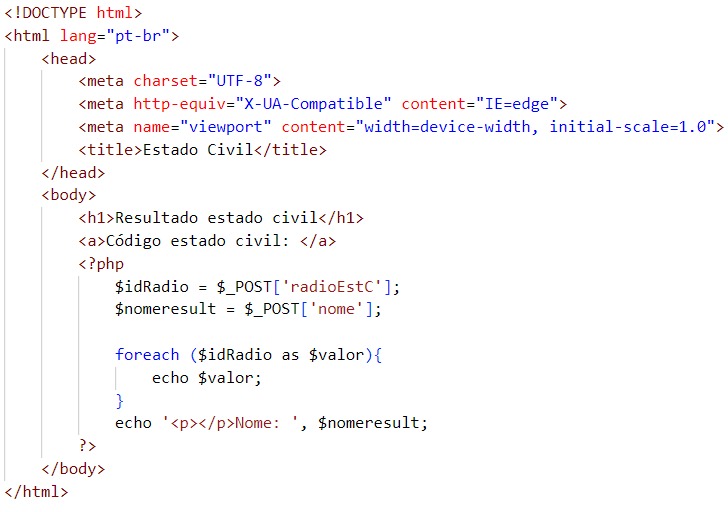 <!DOCTYPE html>
<html lang="pt-br">
    <head>
        <meta charset="UTF-8">
        <meta http-equiv="X-UA-Compatible" content="IE=edge">
        <meta name="viewport" content="width=device-width, initial-scale=1.0">
        <title>Estado Civil</title>
    </head>
    <body>
        <h1>Resultado estado civil</h1>
        <a>Código estado civil: </a>
        <?php
            $idRadio = $_POST['radioEstC'];
            $nomeresult = $_POST['nome'];

            foreach ($idRadio as $valor){
                echo $valor;
            }
            echo '<p></p>Nome: ', $nomeresult;
        ?>
    </body>
</html>